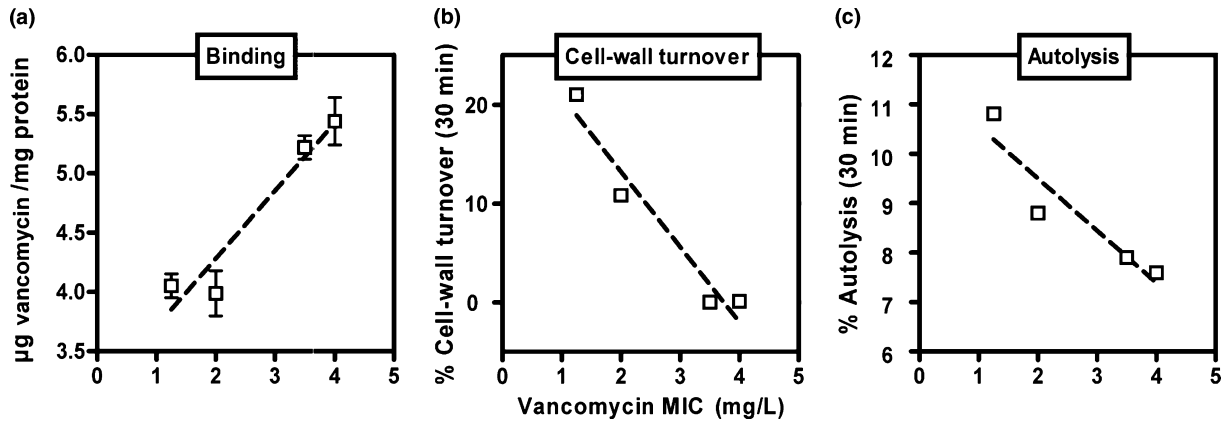 (a)
Binding
µg vancomycin /mg protein
6.0
5.5
5.0
4.5
4.0
3.5
0 1 2 3 4 5
(b)
Cell-wall turnover
% Cell-wall turnover (30 min)
20
10
0
0 1 2 3 4 5
Vancomycin MIC (mg/L)
(c)
Autolysis
% Autolysis (30 min)
12
11
10
9
8
7
6
0 1 2 3 4 5